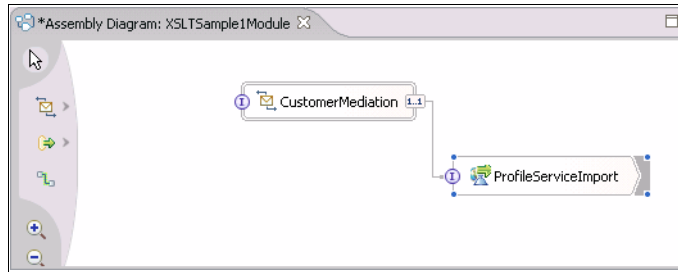 *Assembly Diagram: XSLTSample1Module
I CustomerMediation 1..1
I ProfileServiceImport